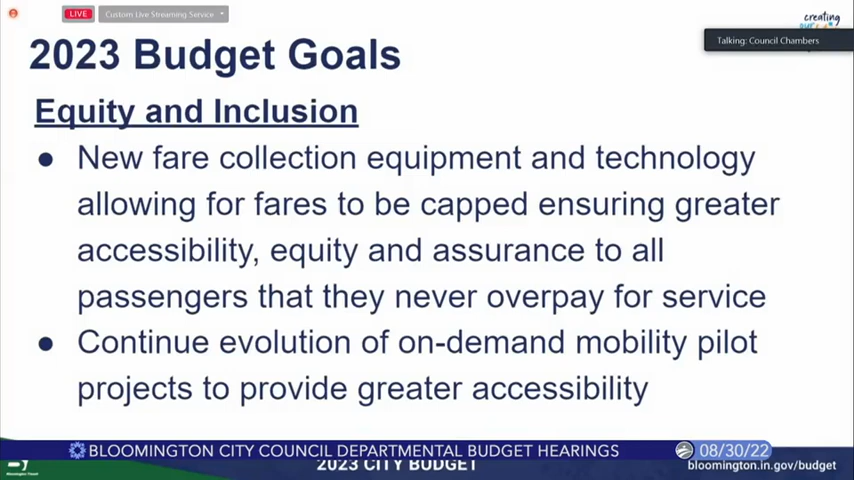 LIVE
Custom Live Streaming Service
creating
Talking: Council Chambers
2023 Budget Goals
Equity and Inclusion
● New fare collection equipment and technology
allowing for fares to be capped ensuring greater
accessibility, equity and assurance to all
passengers that they never overpay for service
● Continue evolution of on-demand mobility pilot
projects to provide greater accessibility
BLOOMINGTON CITY COUNCIL DEPARTMENTAL BUDGET HEARINGS
08/30/22
2023 CITY BUDGET
bloomington.in.gov/budget
Bloomington Transit